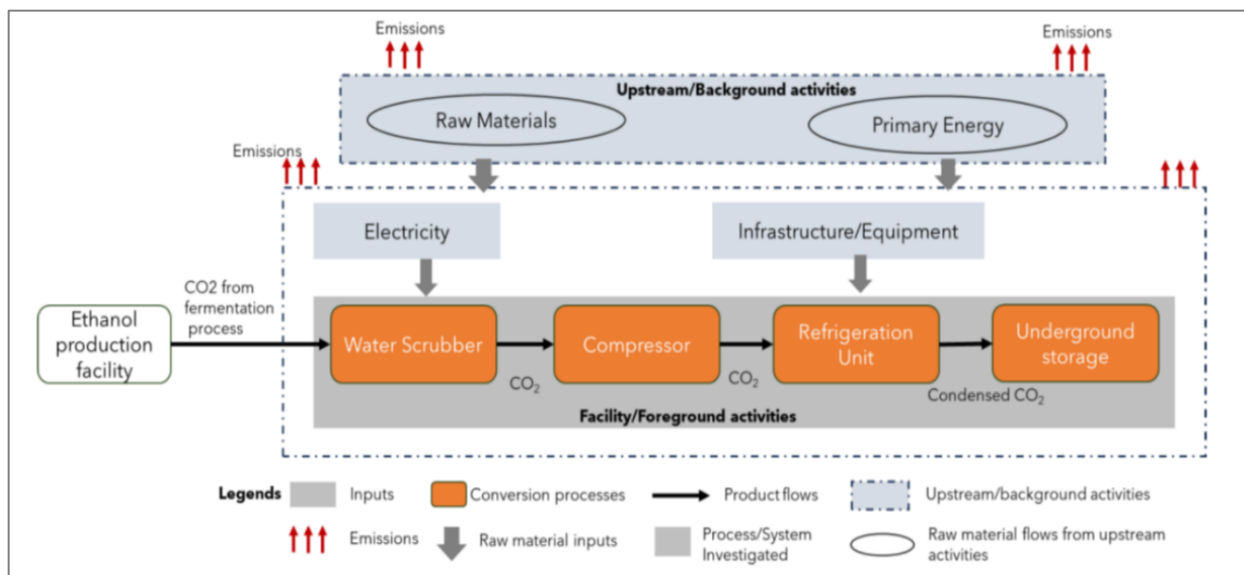 Emissions
Emissions
Upstream/Background activities
Raw Materials
Primary Energy
Emissions
Electricity
Infrastructure/Equipment
CO2 from
fermentation
process
Ethanol
production
facility
Water Scrubber
Compressor
Refrigeration
Unit
Underground
storage
CO₂
CO₂
Condensed CO₂
Facility/Foreground activities
Legends
Inputs
Conversion processes
Product flows
Upstream/background activities
Emissions
Raw material inputs
Process/System
Investigated
Raw material flows from upstream
activities